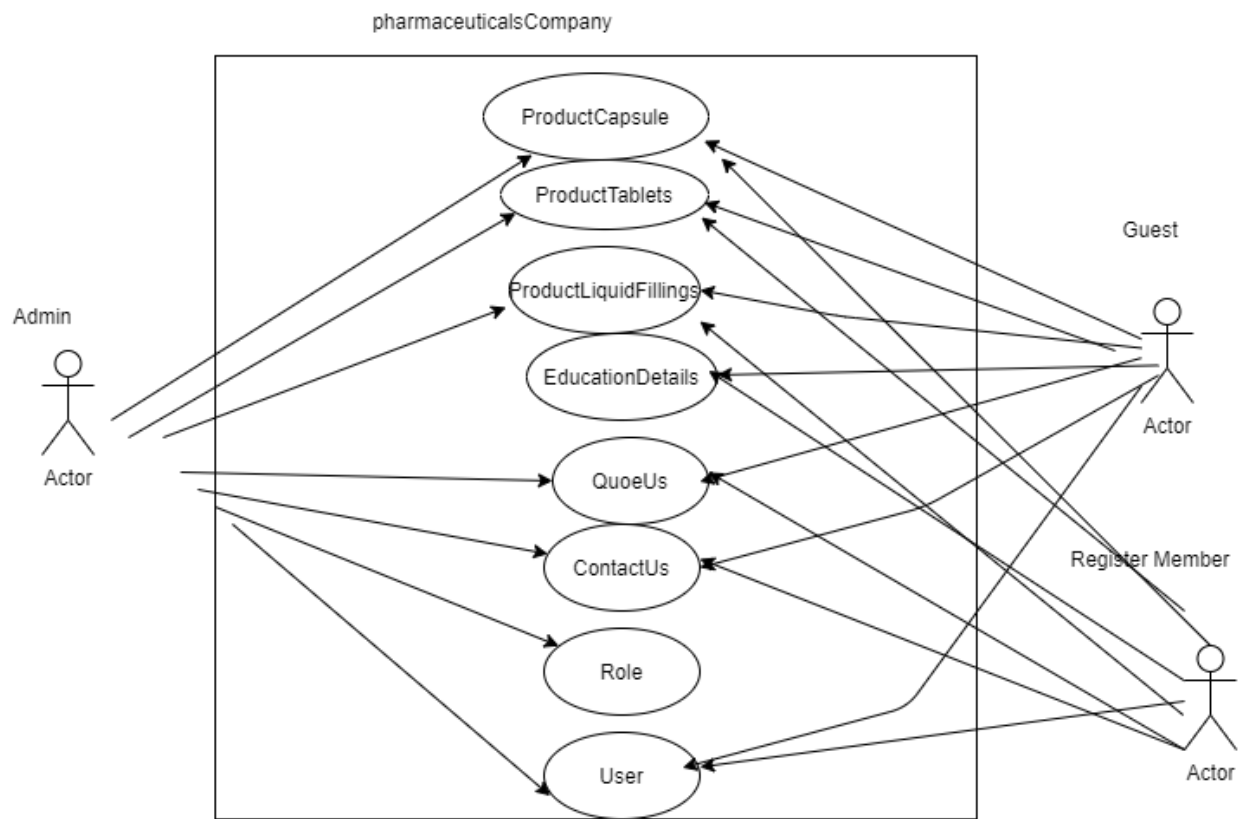 pharmaceuticalsCompany
ProductCapsule
ProductTablets
Guest
ProductLiquidFillings
Admin
EducationDetails
Actor
Actor
QuoeUs
ContactUs
Register Member
Role
User
Actor